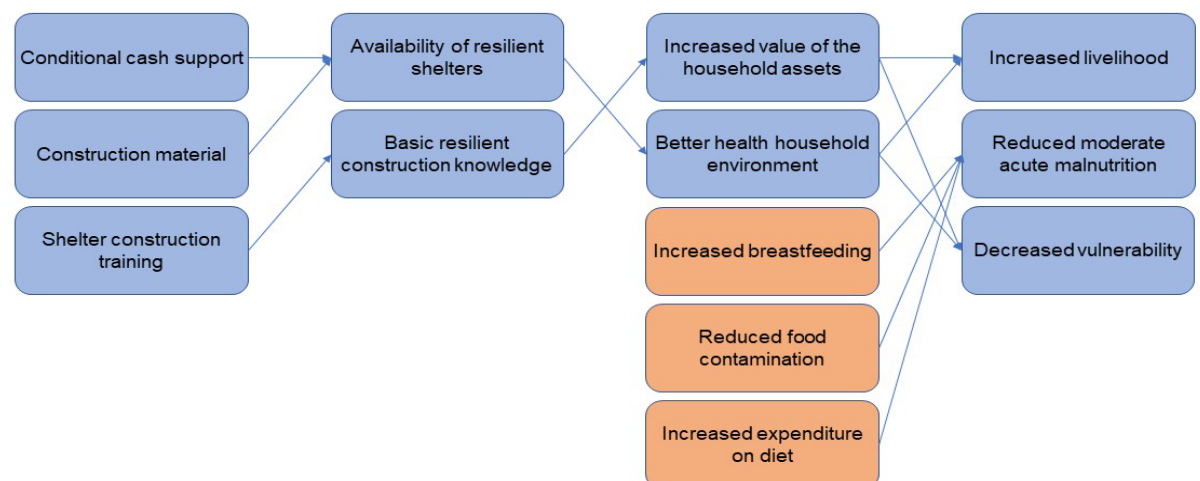 Conditional cash support
Construction material
Shelter construction
training
Availability of resilient
shelters
Basic resilient
construction knowledge
Increased value of the
household assets
Better health household
environment
Increased breastfeeding
Reduced food
contamination
Increased expenditure
on diet
Increased livelihood
Reduced moderate
acute malnutrition
Decreased vulnerability